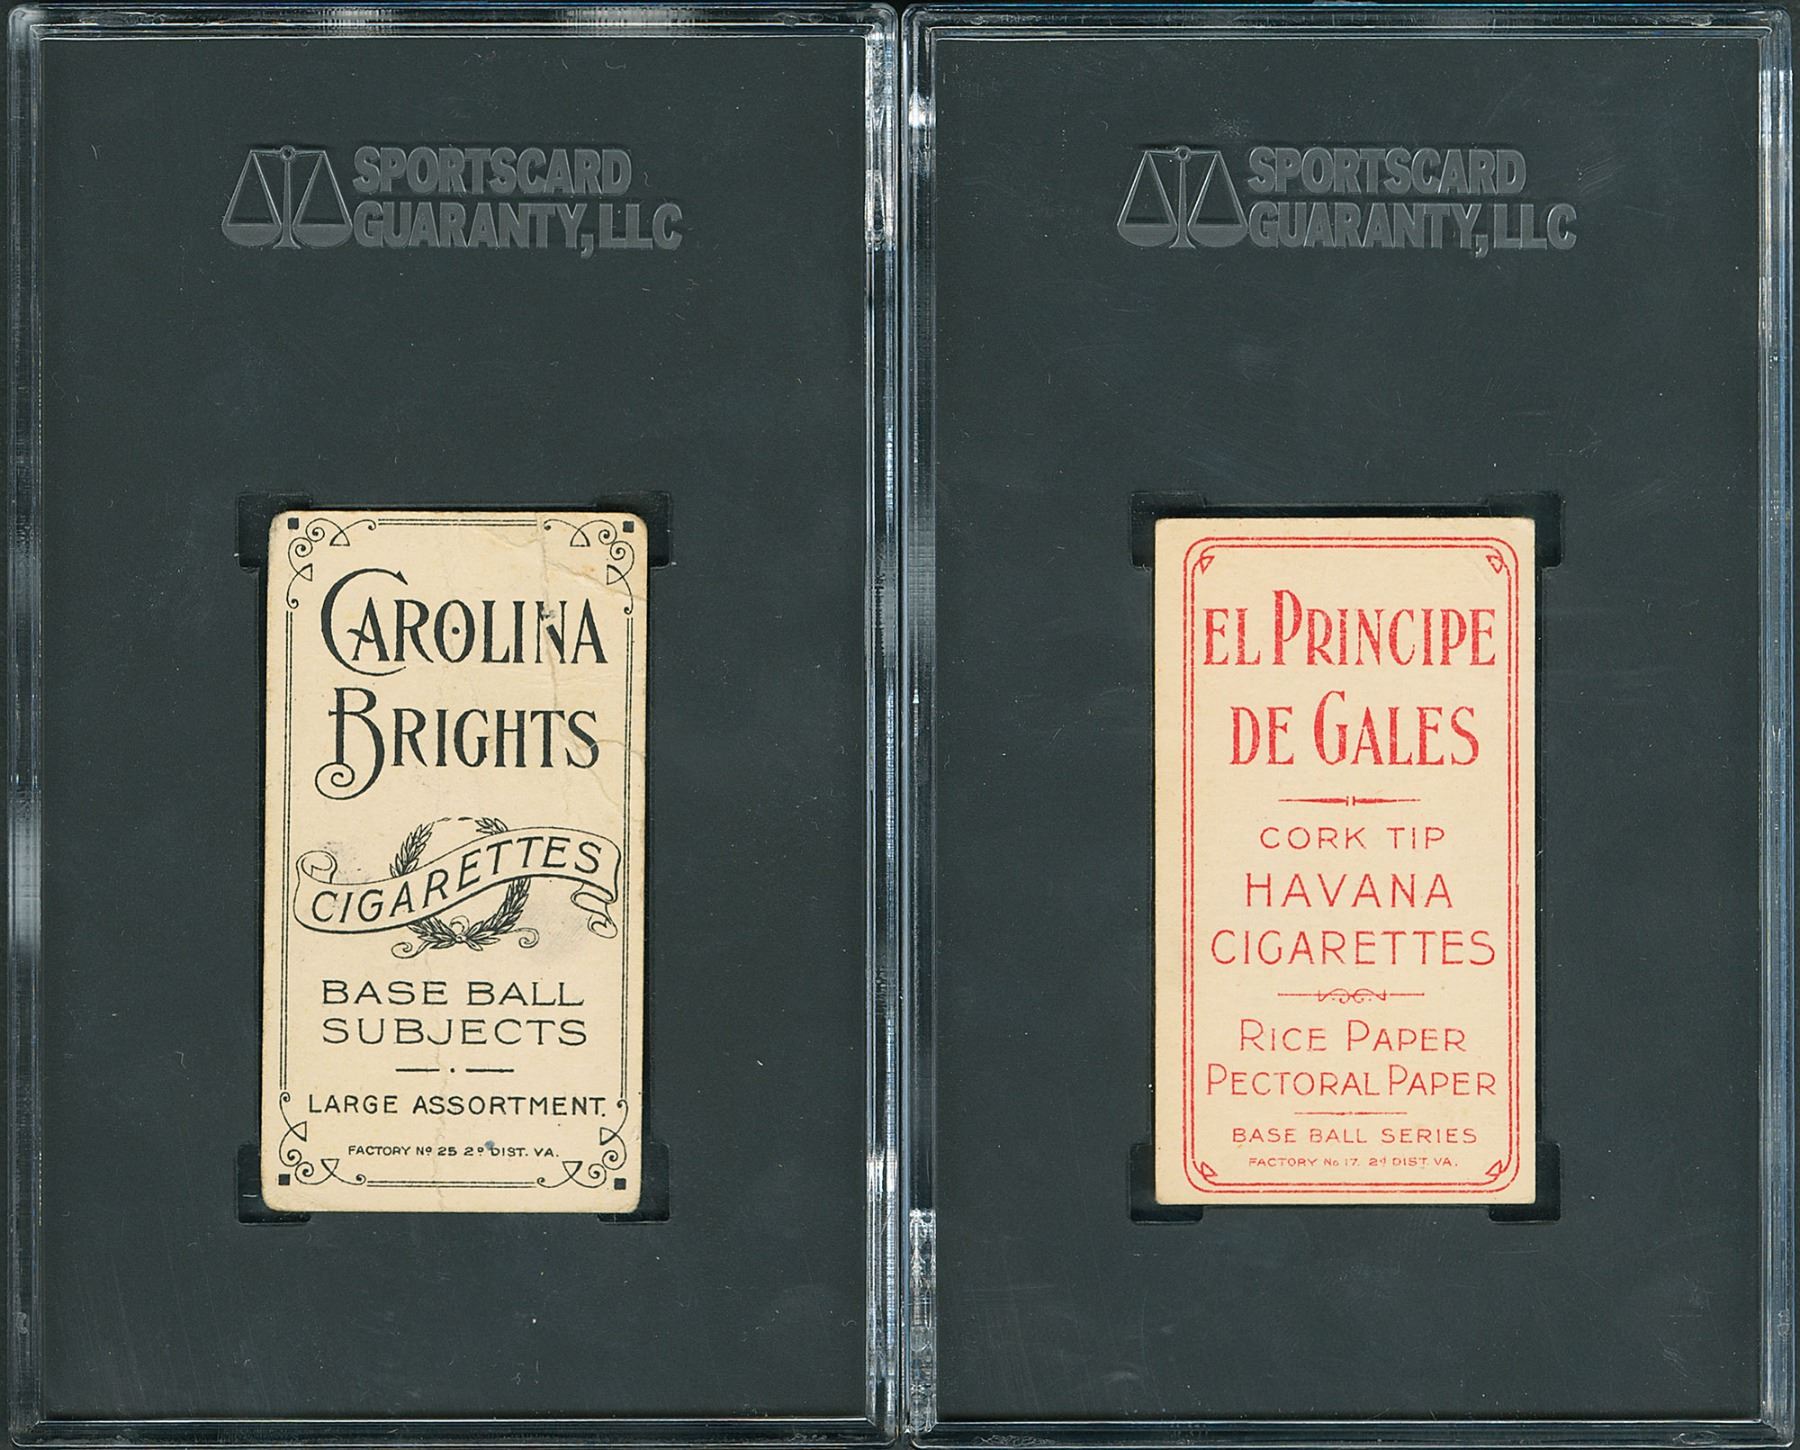 SPORTSCARD
GUARANTY, LLC
CAROLINA
BRIGHTS
CIGARETTES
BASE BALL
SUBJECTS
LARGE ASSORTMENT.
FACTORY Nº 25 2º DIST. VA.
SPORTSCARD
GUARANTY, LLC
EL PRINCIPE
DE GALES
CORK TIP
HAVANA
CIGARETTES
RICE PAPER
PECTORAL PAPER
BASE BALL SERIES
FACTORY No 17. 2d DIST. VA.